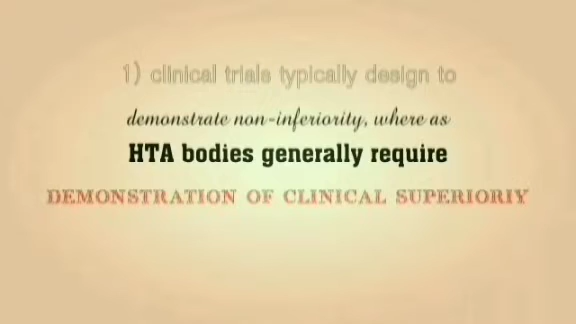 1) clinical trials typically design to
demonstrate non-inferiority, where as
HTA bodies generally require
DEMONSTRATION OF CLINICAL SUPERIORIY